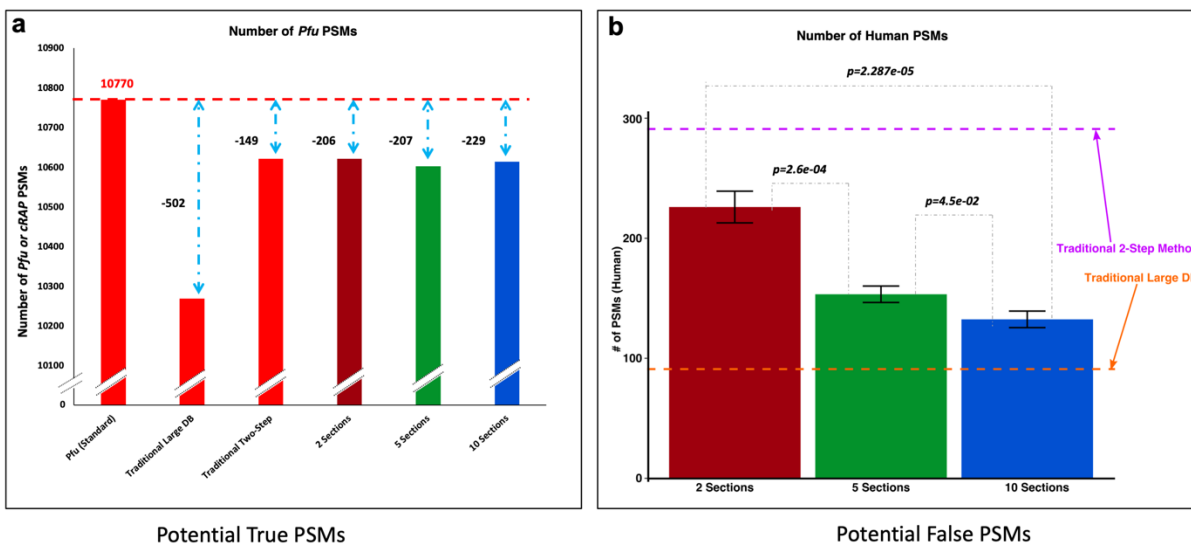 a
Number of Pfu PSMs
10900
10800
10700
10600
10500
10400
10300
10200
10100
0
Number of Pfu or cRAP PSMs
10770
-502
-149
-206
-207
-229
Pfu (Standard)
Traditional Large DB
Traditional Two-Step
2 Sections
5 Sections
10 Sections
Potential True PSMs
b
Number of Human PSMs
p=2.287e-05
p=2.6e-04
p=4.5e-02
300
200
100
0
# of PSMs (Human)
Traditional 2-Step Metho
Traditional Large D
2 Sections
5 Sections
10 Sections
Potential False PSMs